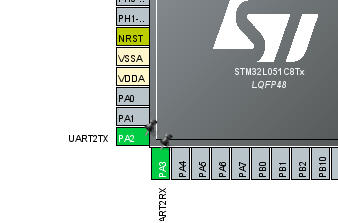 PH1-..
NRST
VSSA
VDDA
PA0
PA1
UART2TX PA2
STM32L051C8Tx
LQFP48
PA3
PA4
PA5
PA6
PA7
PB0
PB1
PB2
PB10